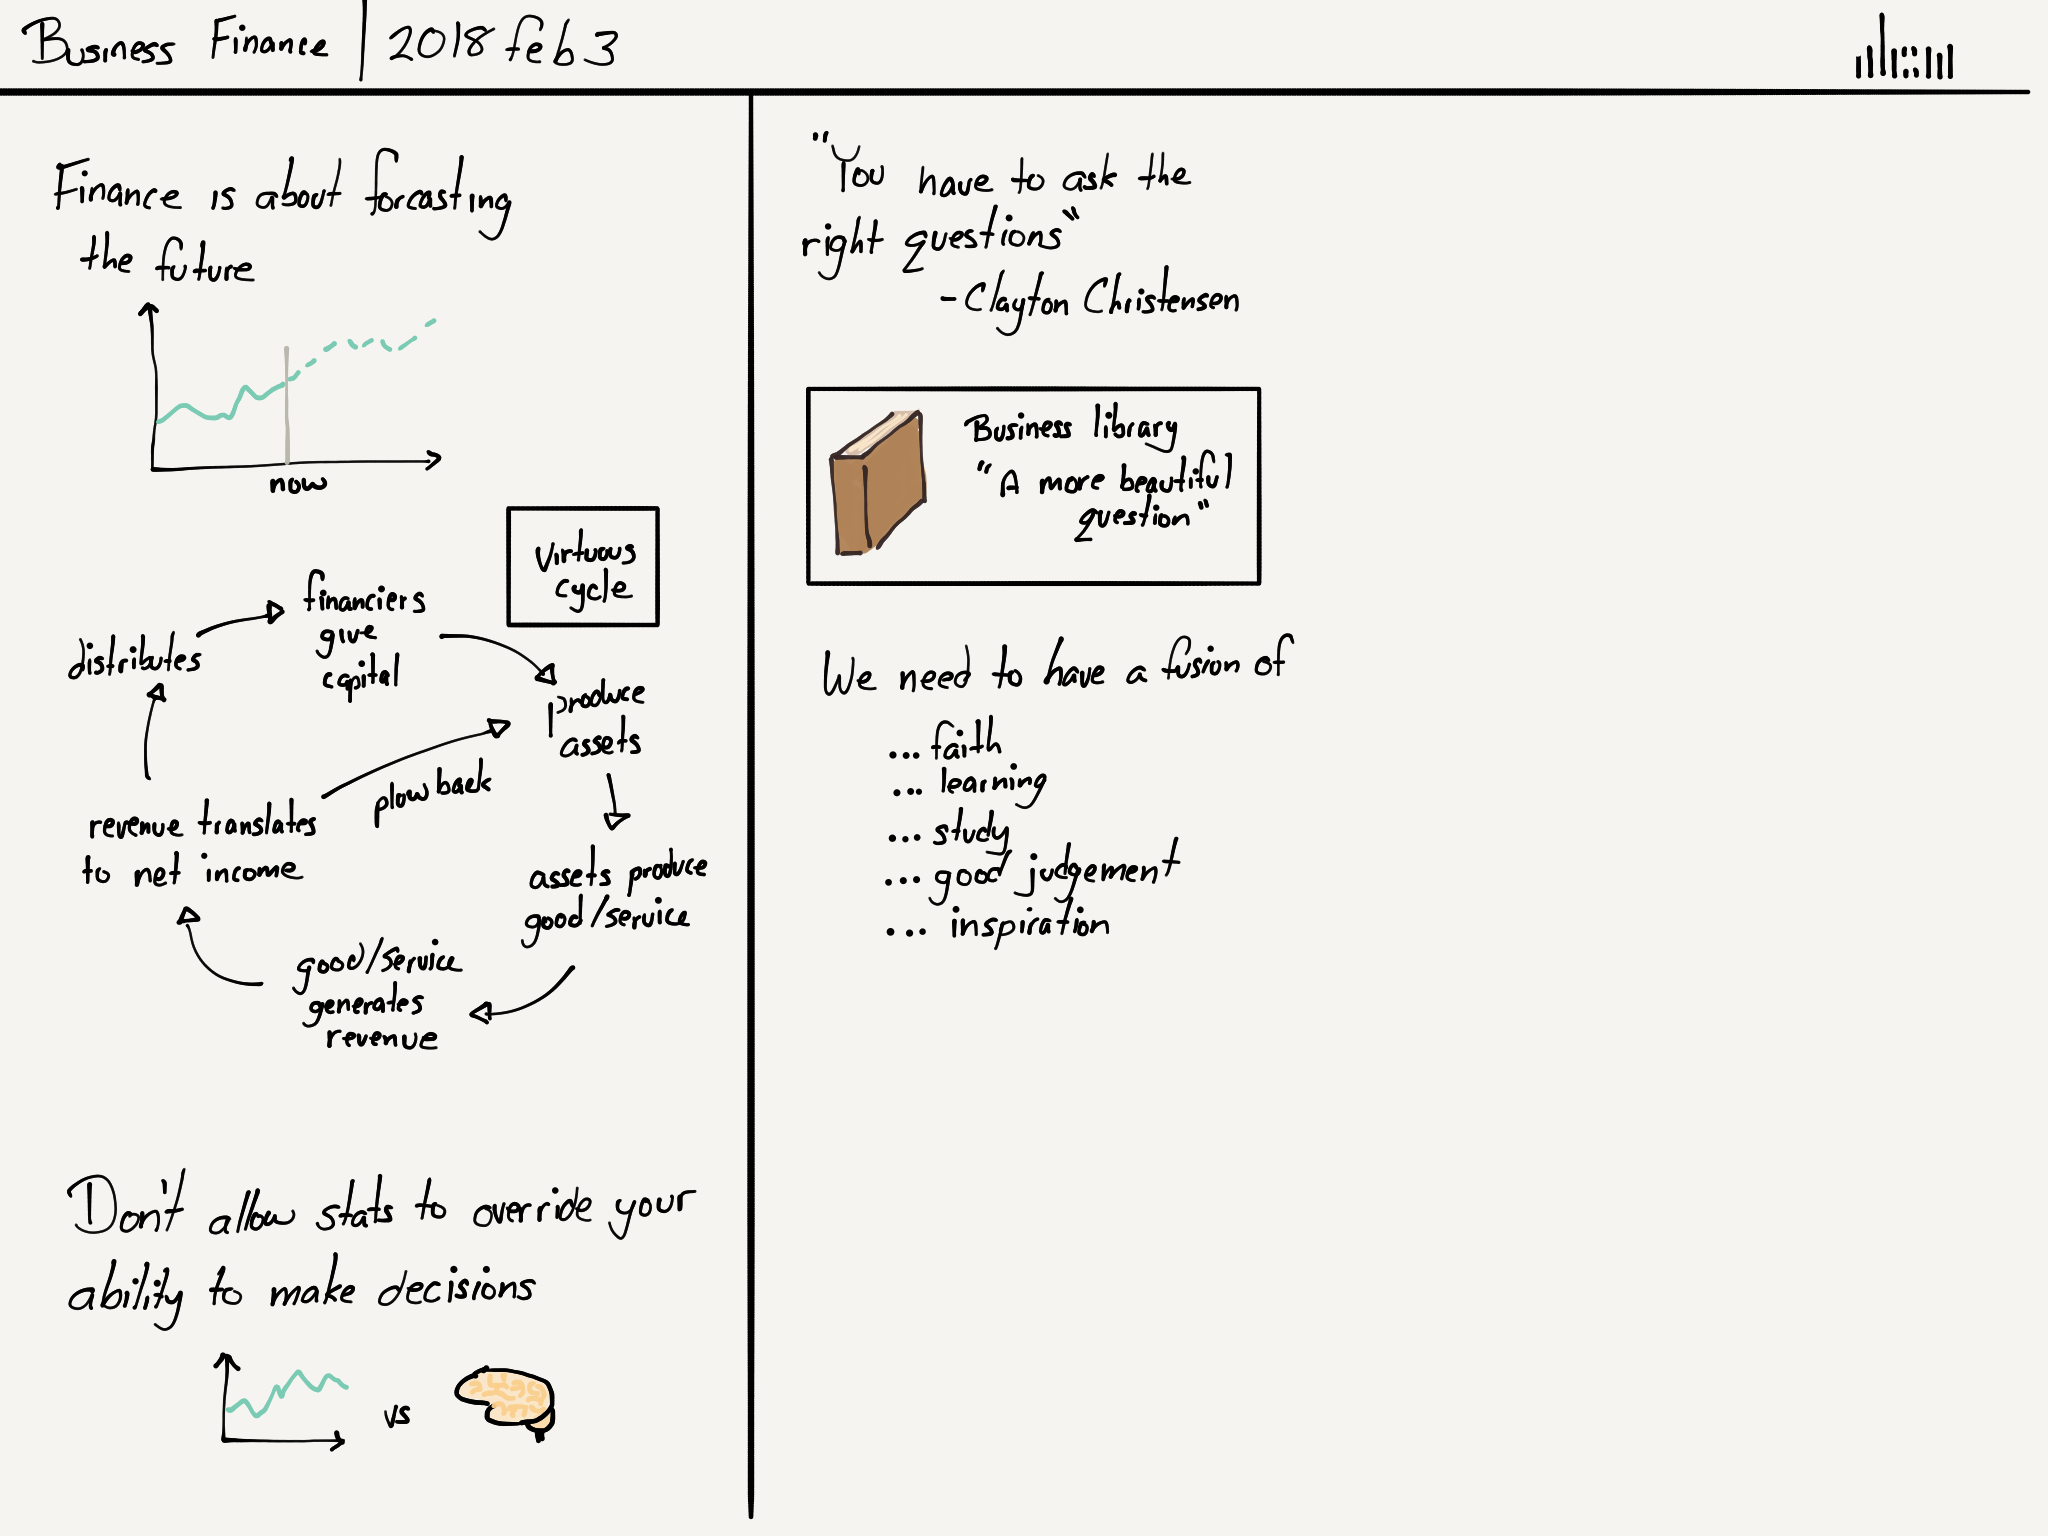 Business Finance | 2018 feb 3
Finance is about forcasting
the future
now
Virtuous
cycle
financiers
give
capital
produce
assets
assets produce
good/service
good/service
generates
revenue
revenue translates
to net income
plow back
distributes
Don't allow stats to override your
ability to make decisions
vs
"You have to ask the
right questions"
- Clayton Christensen
Business library
"A more beautiful
question"
We need to have a fusion of
... faith
... learning
... study
... good judgement
... inspiration